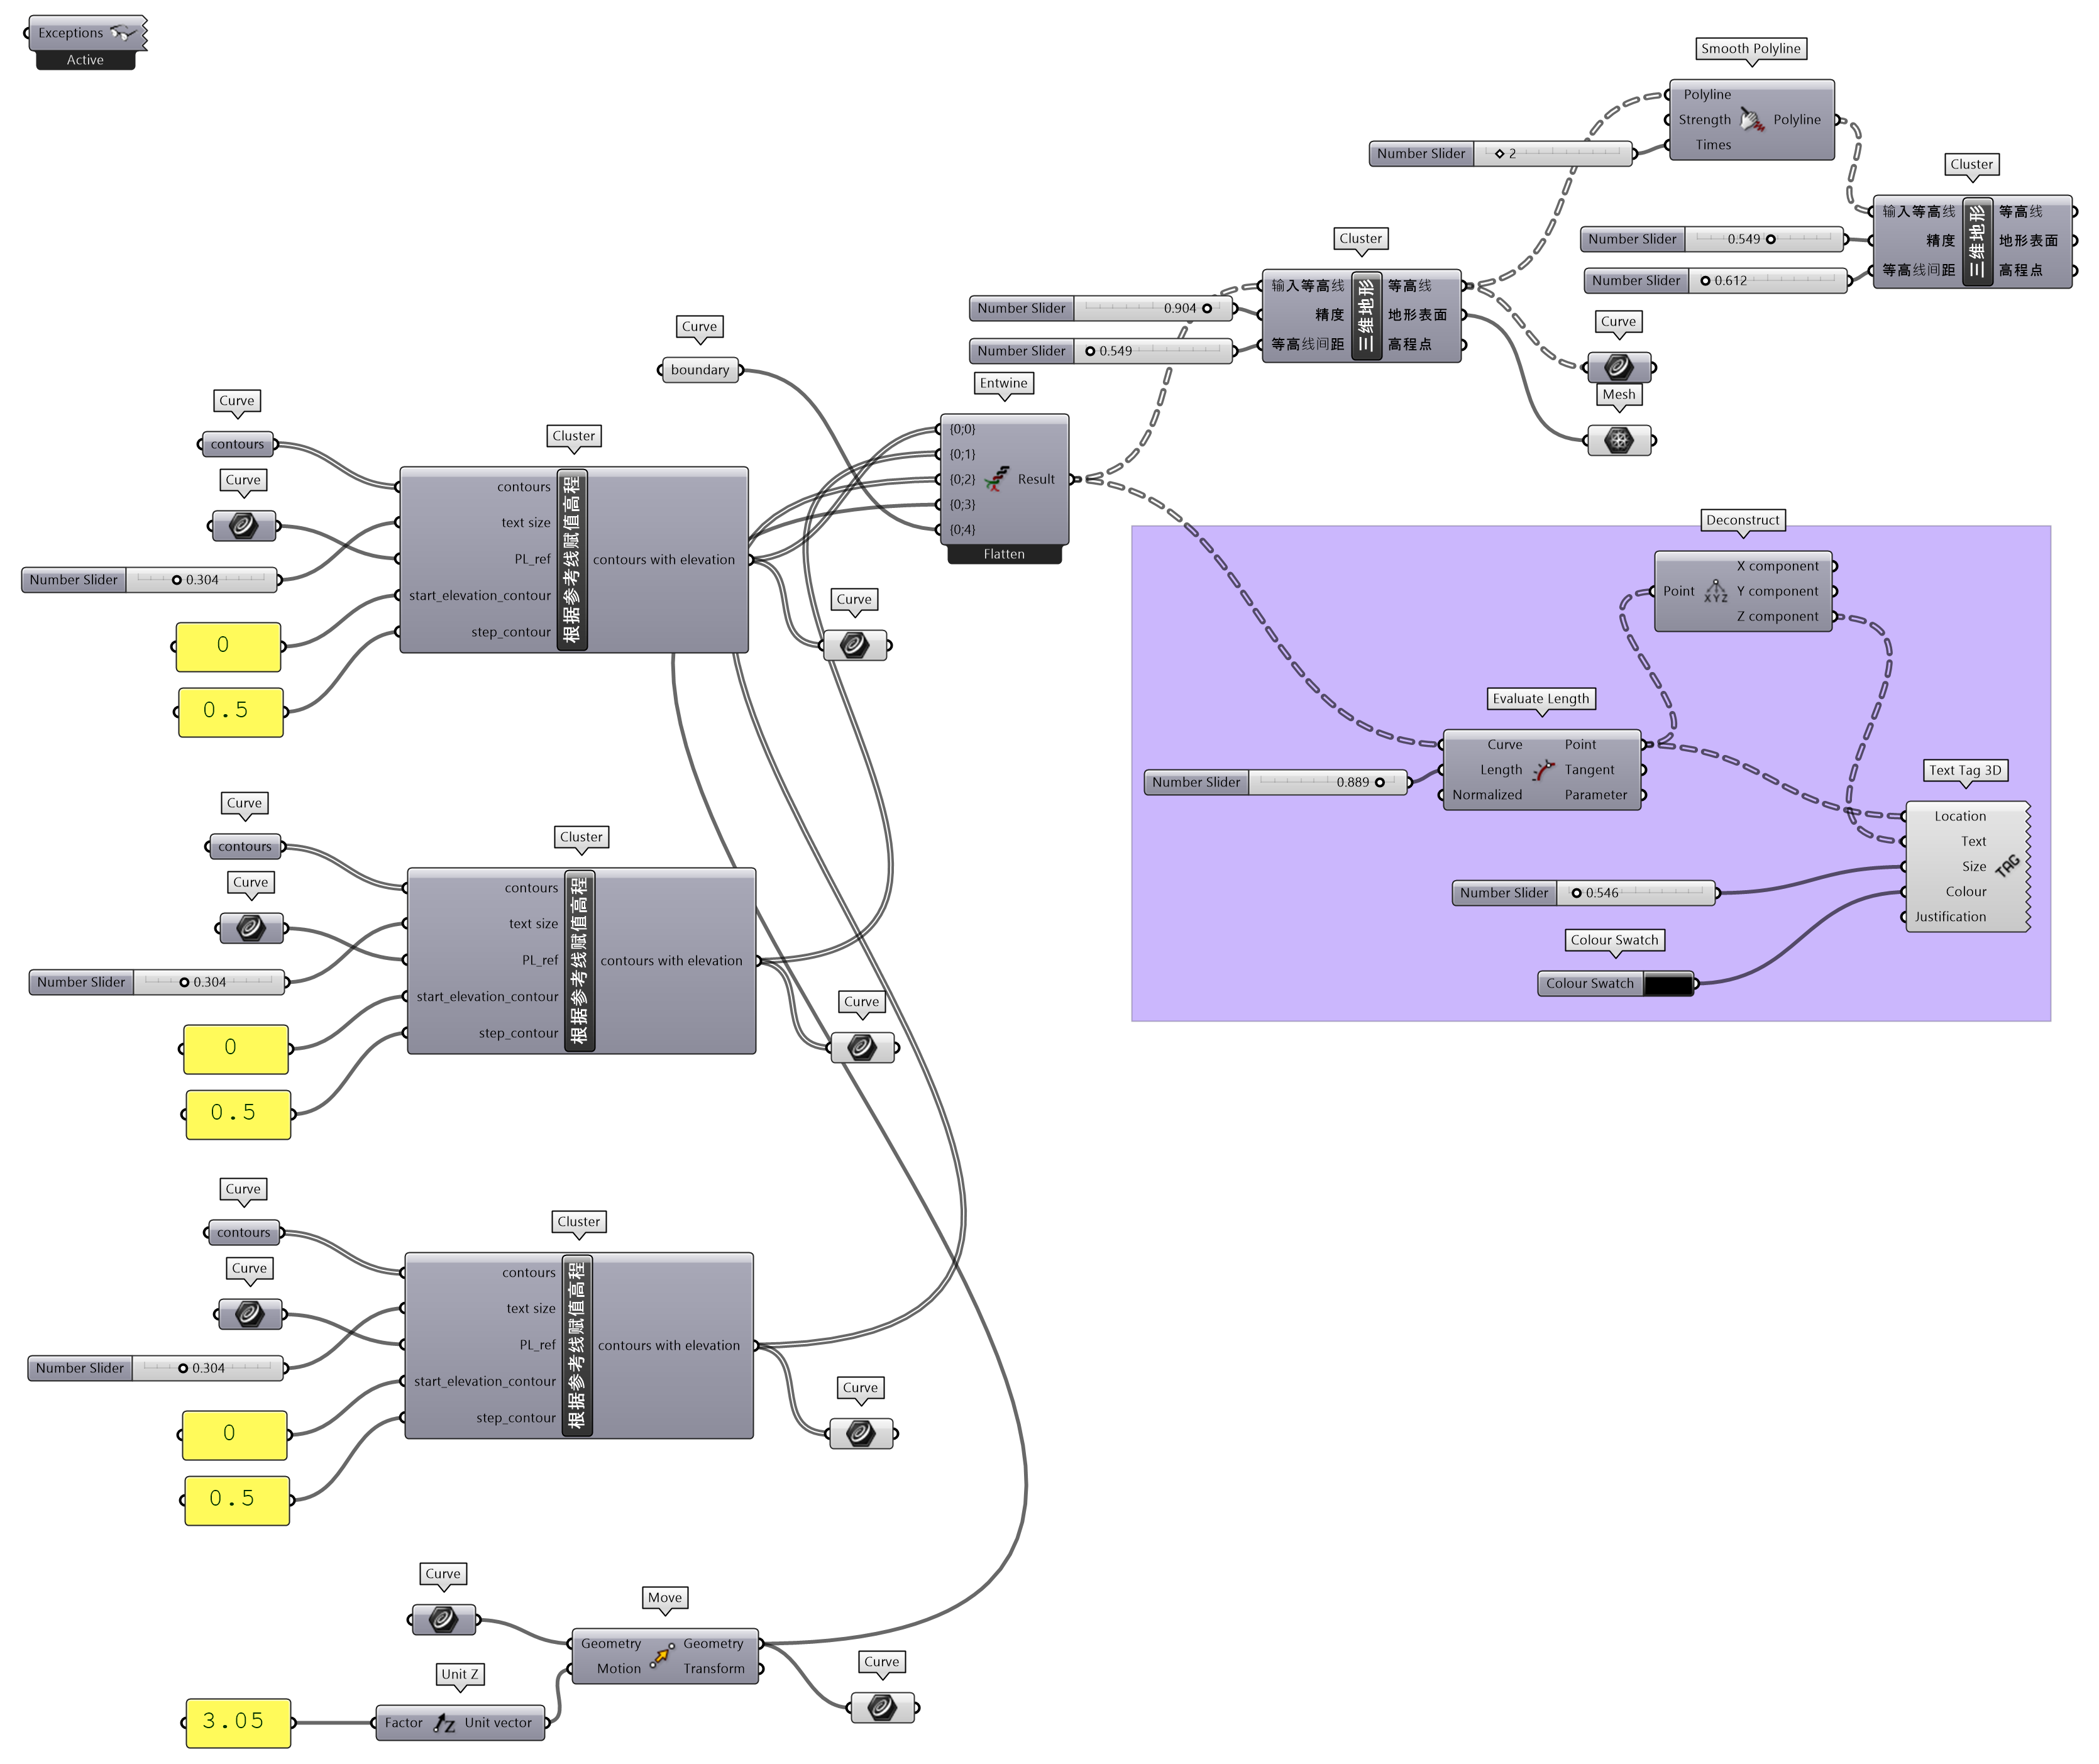 Exceptions
Active
Smooth Polyline
Polyline
Strength
Times
Polyline
Number Slider
2
Cluster
输入等高线
精度
等高线间距
三维地形
等高线
地形表面
高程点
Number Slider
0.549
Number Slider
0.612
Cluster
输入等高线
精度
等高线间距
三维地形
等高线
地形表面
高程点
Number Slider
0.904
Number Slider
0.549
Curve
Mesh
Curve
boundary
Entwine
{0;0}
{0;1}
{0;2}
{0;3}
{0;4}
Result
Flatten
Curve
contours
Curve
Number Slider
0.304
0
0.5
Cluster
contours
text size
PL_ref
start_elevation_contour
step_contour
根据参考线赋值高程
contours with elevation
Curve
Deconstruct
Point
X component
Y component
Z component
Evaluate Length
Curve
Length
Normalized
Point
Tangent
Parameter
Number Slider
0.889
Text Tag 3D
Location
Text
Size
Colour
Justification
TAG
Number Slider
0.546
Colour Swatch
Colour Swatch
Curve
contours
Curve
Number Slider
0.304
0
0.5
Cluster
contours
text size
PL_ref
start_elevation_contour
step_contour
根据参考线赋值高程
contours with elevation
Curve
Curve
contours
Curve
Number Slider
0.304
0
0.5
Cluster
contours
text size
PL_ref
start_elevation_contour
step_contour
根据参考线赋值高程
contours with elevation
Curve
Curve
Move
Geometry
Motion
Geometry
Transform
Unit Z
Factor
Z
Unit vector
3.05
Curve
XYZ